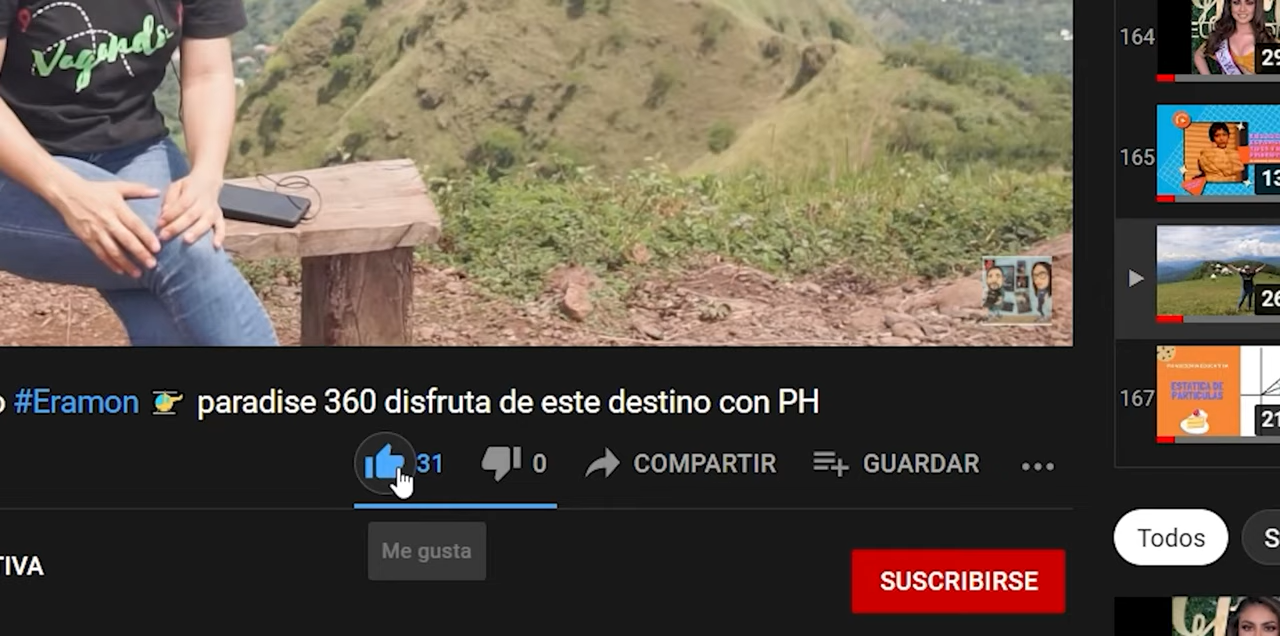 Vagando
#Eramon paradise 360 disfruta de este destino con PH
31
0
COMPARTIR
GUARDAR
Me gusta
TIVA
SUSCRIBIRSE
164
29
165
13
26
167
ESTATICA DE
PARTICULAS
21
Todos
S